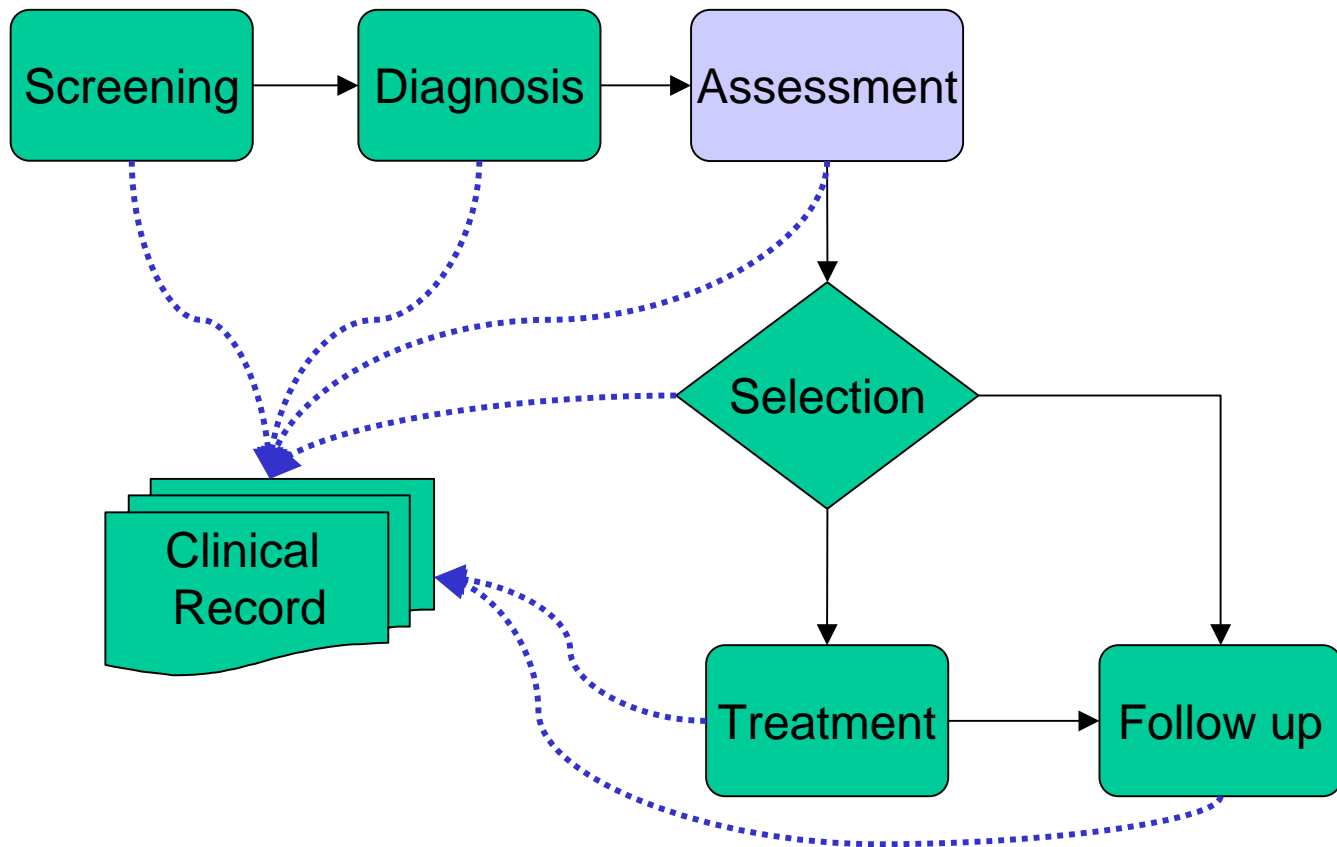 Screening
Diagnosis
Assessment
Selection
Clinical
Record
Treatment
Follow up